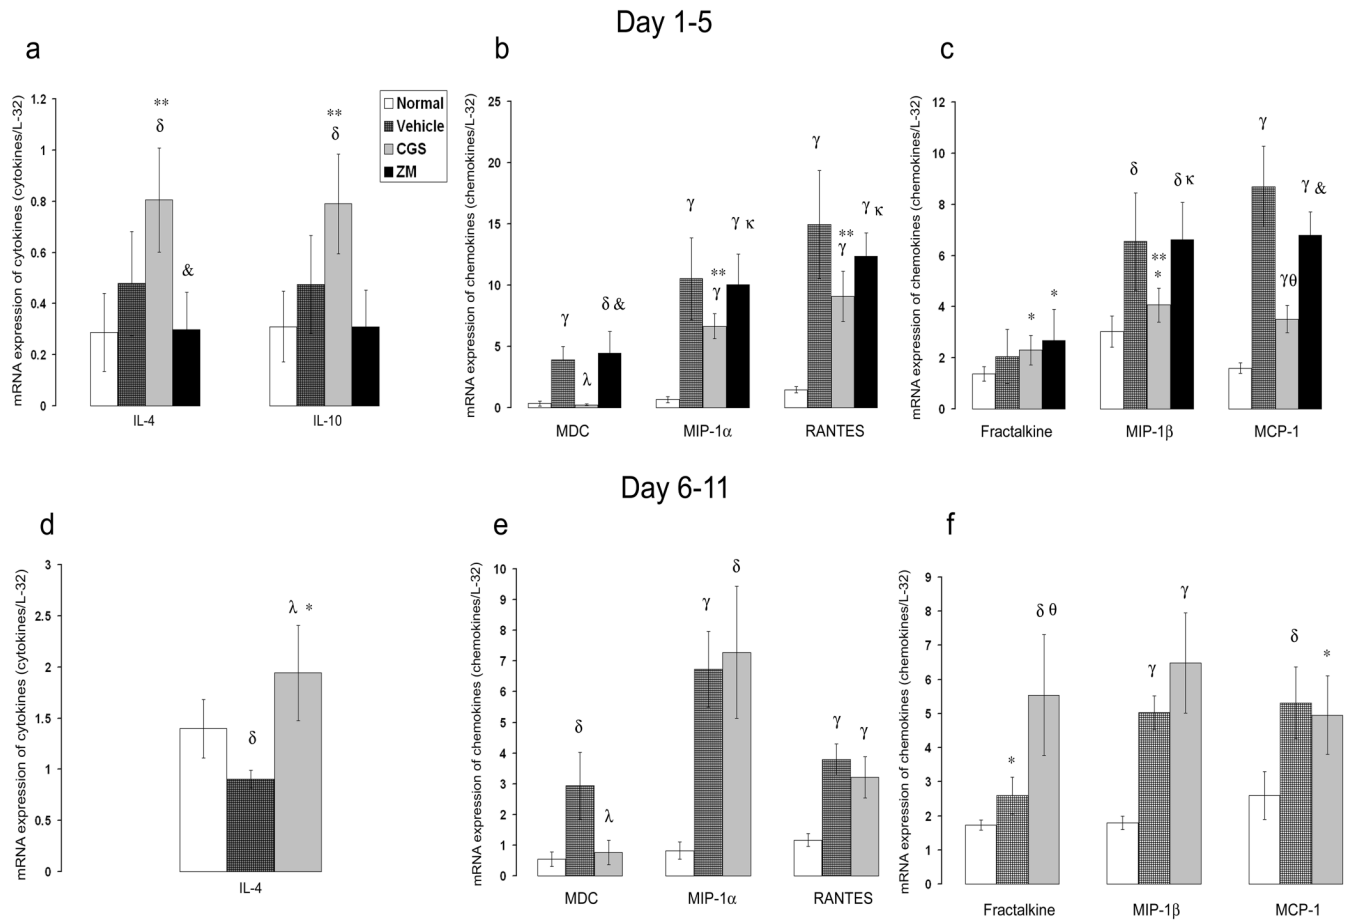 Day 1-5
a
b
c
mRNA expression of cytokines (cytokines/L-32)
1.2
1
0.8
0.6
0.4
0.2
0
**
δ
&
**
δ
IL-4
IL-10
Normal
Vehicle
CGS
ZM
mRNA expression of chemokines (chemokines/L-32)
25
20
15
10
5
0
γ
λ
δ &
γ
**
γ
γ κ
γ
**
γ
γ κ
MDC
MIP-1α
RANTES
mRNA expression of chemokines (chemokines/L-32)
12
10
8
6
4
2
0
*
*
δ
**
*
δ κ
γ
γθ
γ &
Fractalkine
MIP-1β
MCP-1
Day 6-11
d
e
f
mRNA expression of cytokines (cytokines/L-32)
3
2.5
2
1.5
1
0.5
0
δ
λ *
IL-4
mRNA expression of chemokines (chemokines/L-32)
10
9
8
7
6
5
4
3
2
1
0
δ
λ
γ
δ
γ
γ
MDC
MIP-1α
RANTES
mRNA expression of chemokines (chemokines/L-32)
9
8
7
6
5
4
3
2
1
0
*
δ θ
γ
γ
δ
*
Fractalkine
MIP-1β
MCP-1